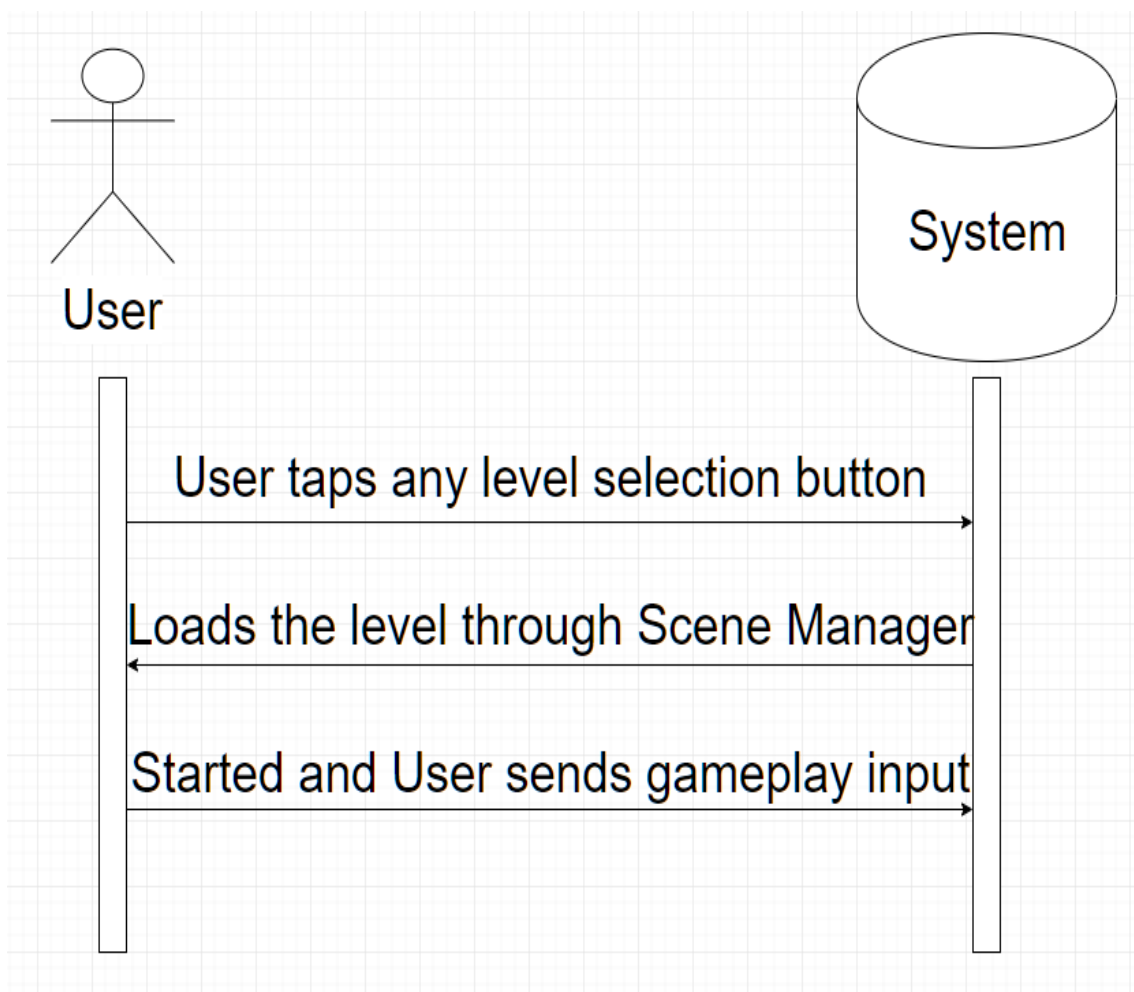 User
System
User taps any level selection button
Loads the level through Scene Manager
Started and User sends gameplay input